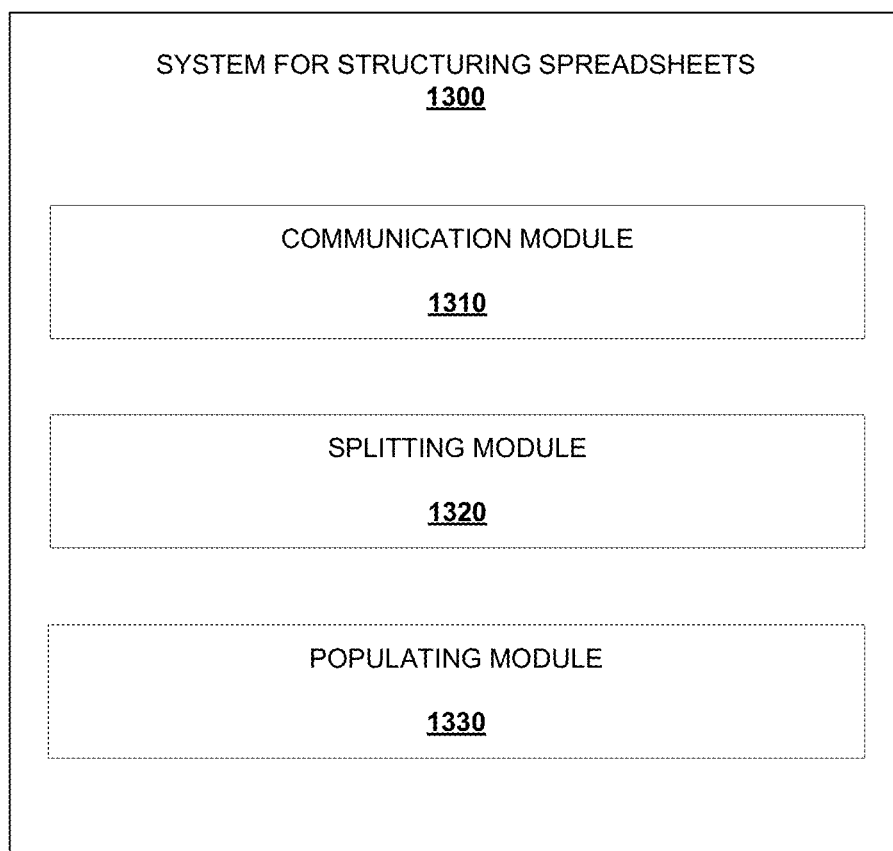 SYSTEM FOR STRUCTURING SPREADSHEETS
1300
COMMUNICATION MODULE
1310
SPLITTING MODULE
1320
POPULATING MODULE
1330